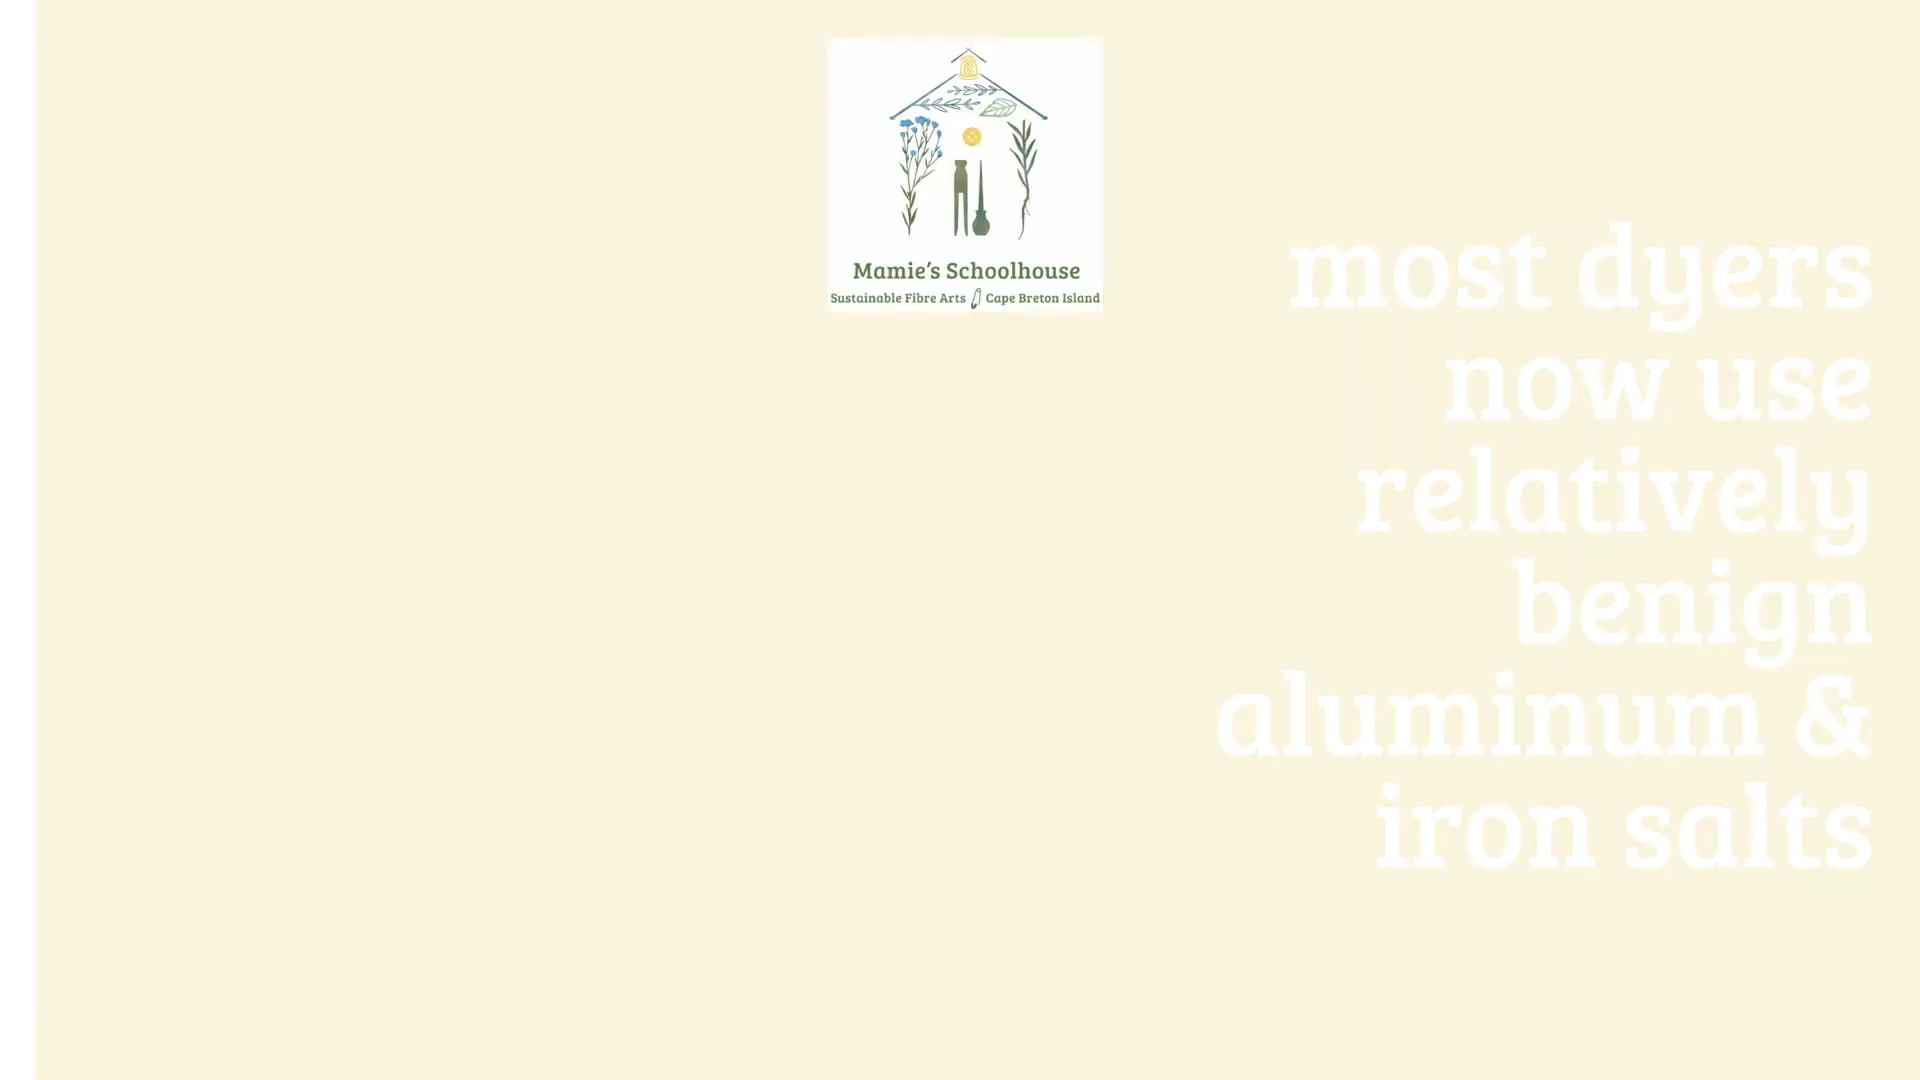 Mamie's Schoolhouse
Sustainable Fibre Arts Cape Breton Island
most dyers
now use
relatively
benign
aluminum &
iron salts